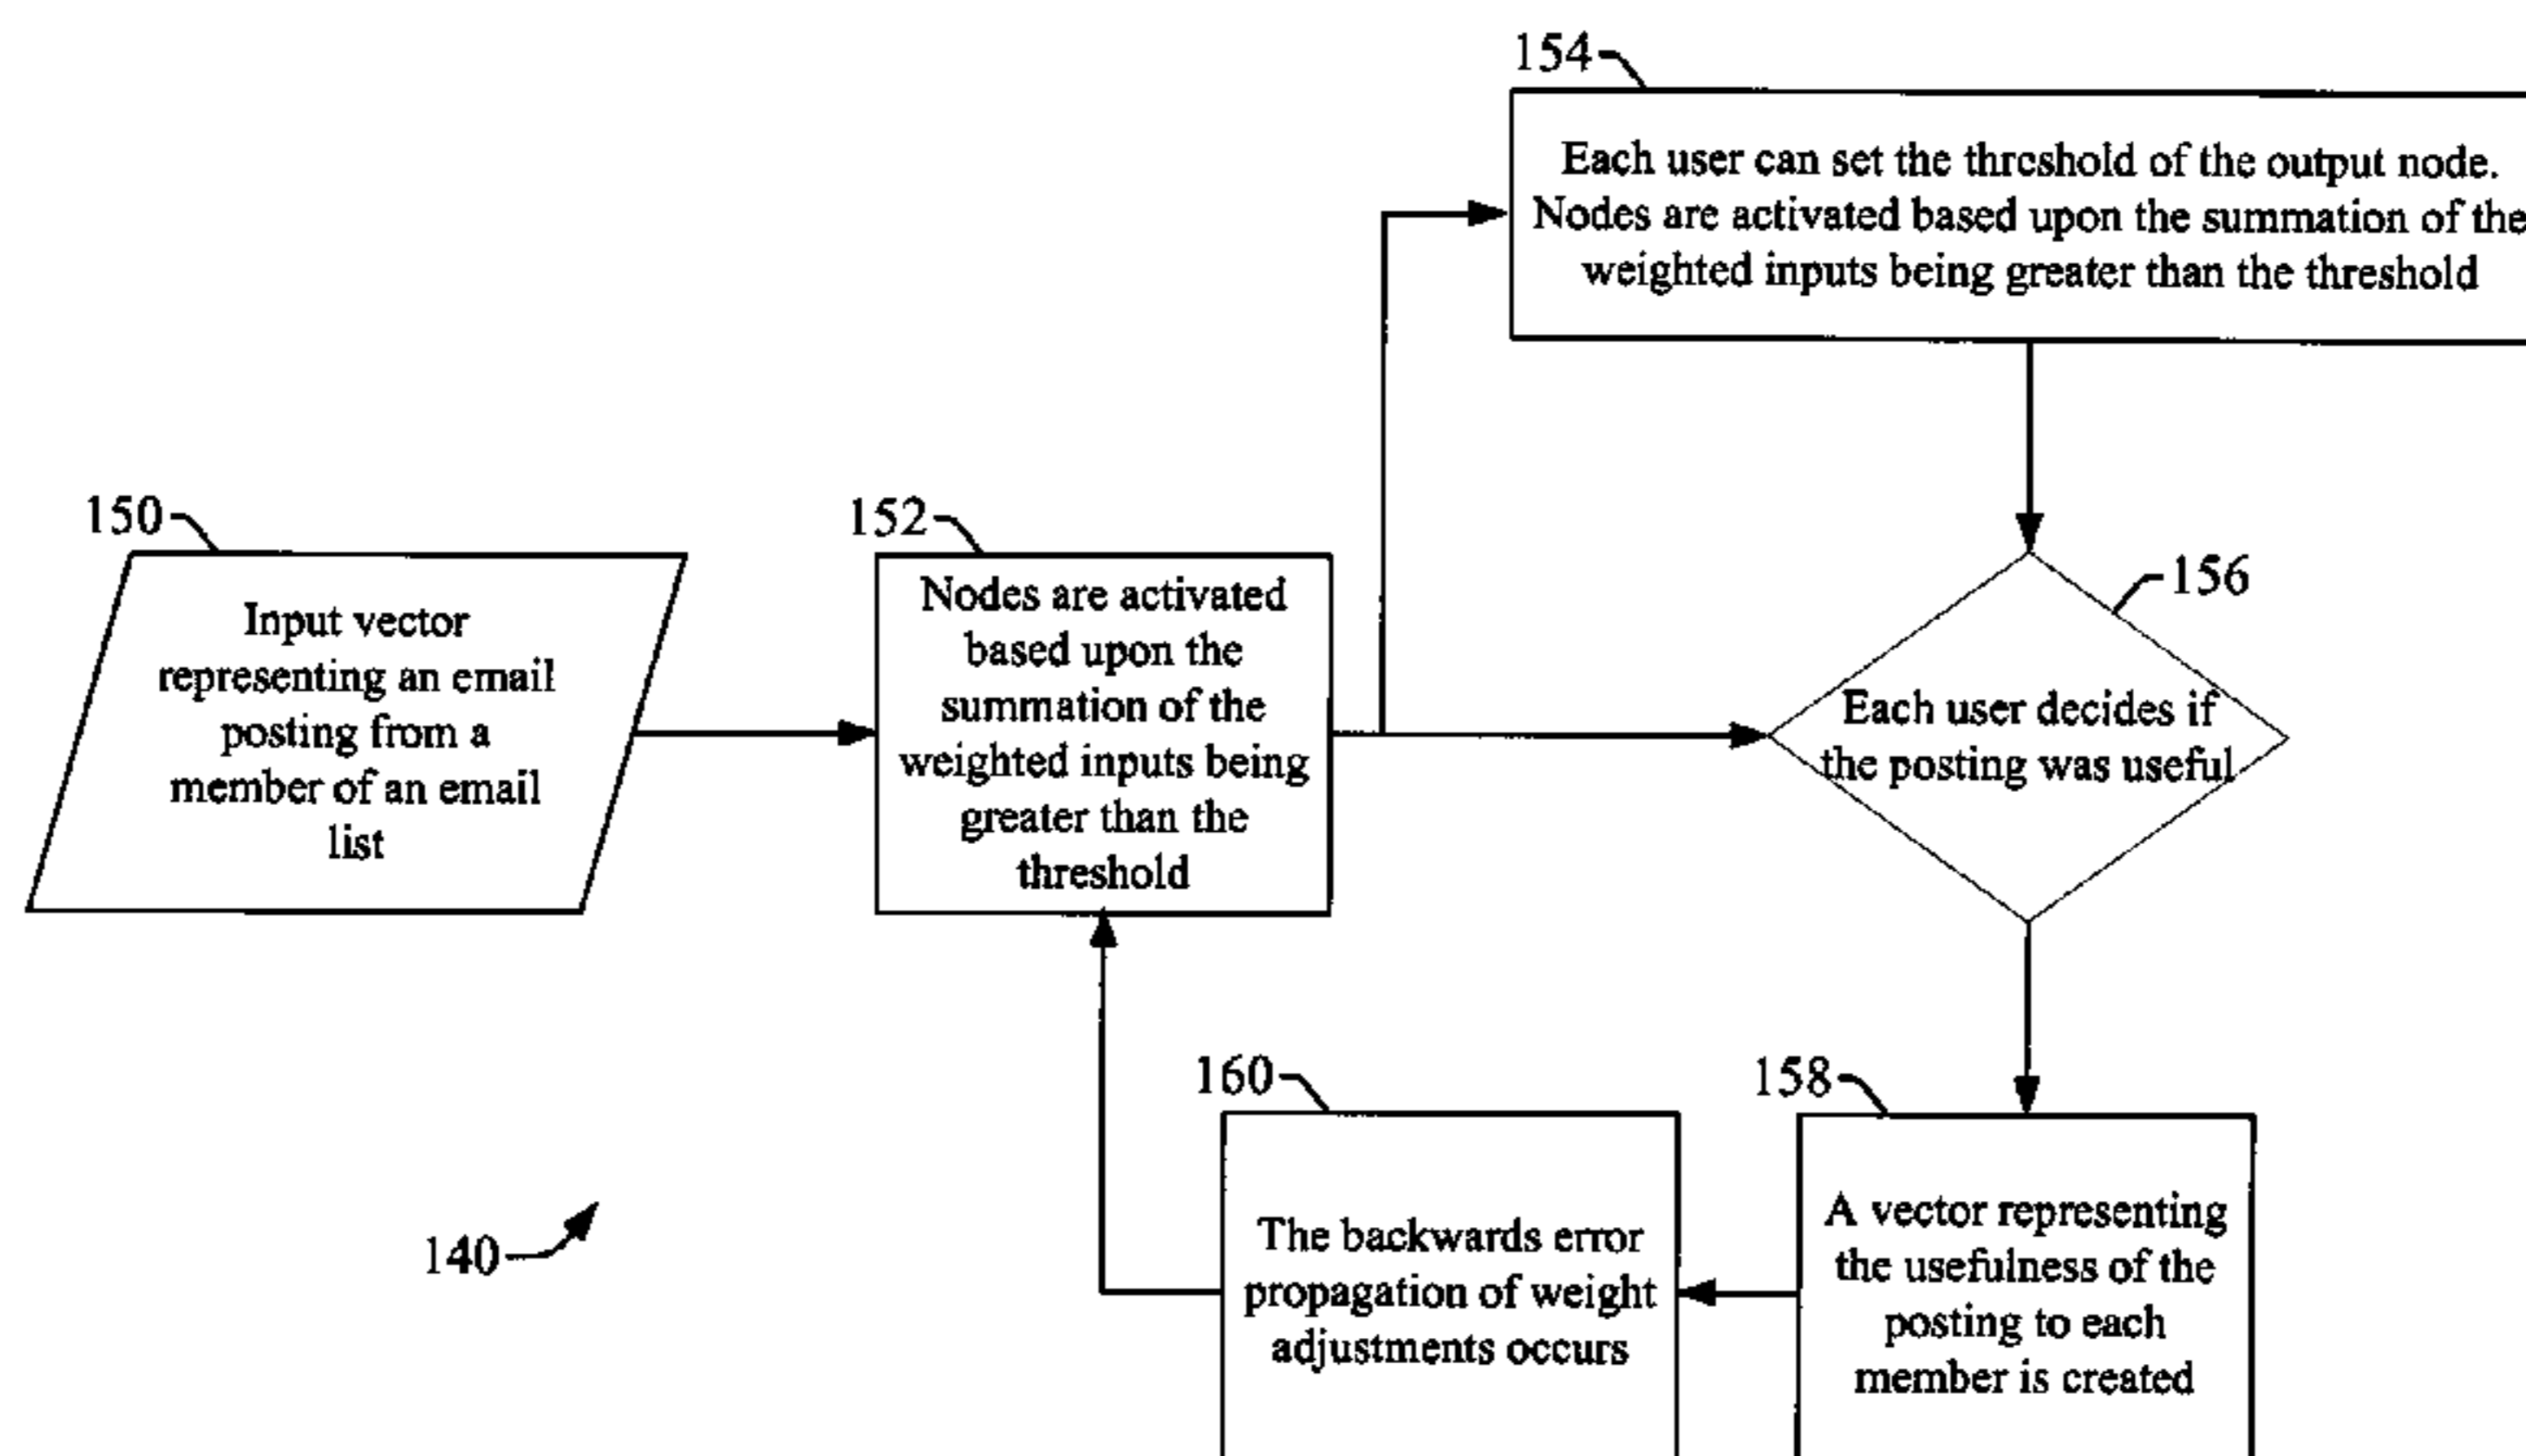 154
Each user can set the threshold of the output node.
Nodes are activated based upon the summation of the
weighted inputs being greater than the threshold
150
Input vector
representing an email
posting from a
member of an email
list
152
Nodes are activated
based upon the
summation of the
weighted inputs being
greater than the
threshold
156
Each user decides if
the posting was useful
160
The backwards error
propagation of weight
adjustments occurs
158
A vector representing
the usefulness of the
posting to each
member is created
140